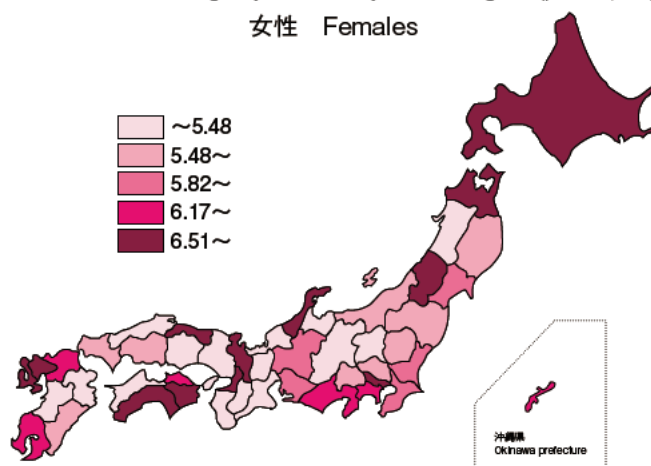 女性 Females
～5.48
5.48～
5.82～
6.17～
6.51～
沖縄県
Okinawa prefecture